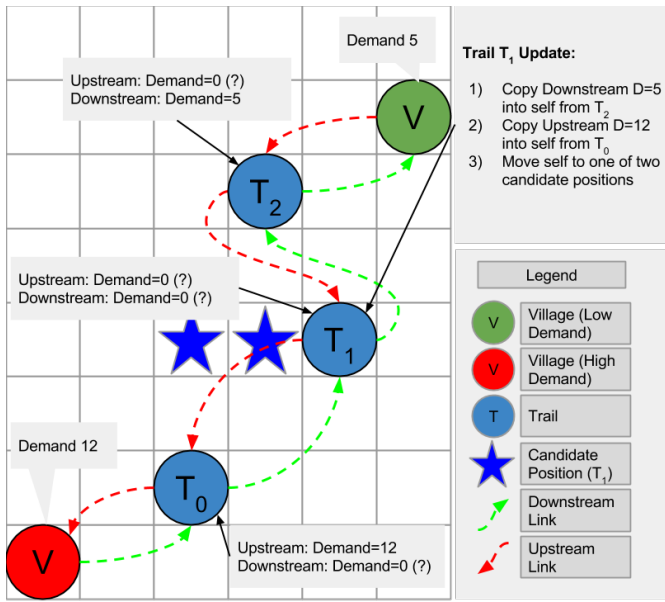 Demand 5
Upstream: Demand=0 (?)
Downstream: Demand=5
V
T2
Upstream: Demand=0 (?)
Downstream: Demand=0 (?)
T1
Demand 12
T0
V
Upstream: Demand=12
Downstream: Demand=0 (?)
Trail T1 Update:
1) Copy Downstream D=5
into self from T2
2) Copy Upstream D=12
into self from T0
3) Move self to one of two
candidate positions
Legend
V
Village (Low
Demand)
V
Village (High
Demand)
T
Trail
Candidate
Position (T1)
Downstream
Link
Upstream
Link